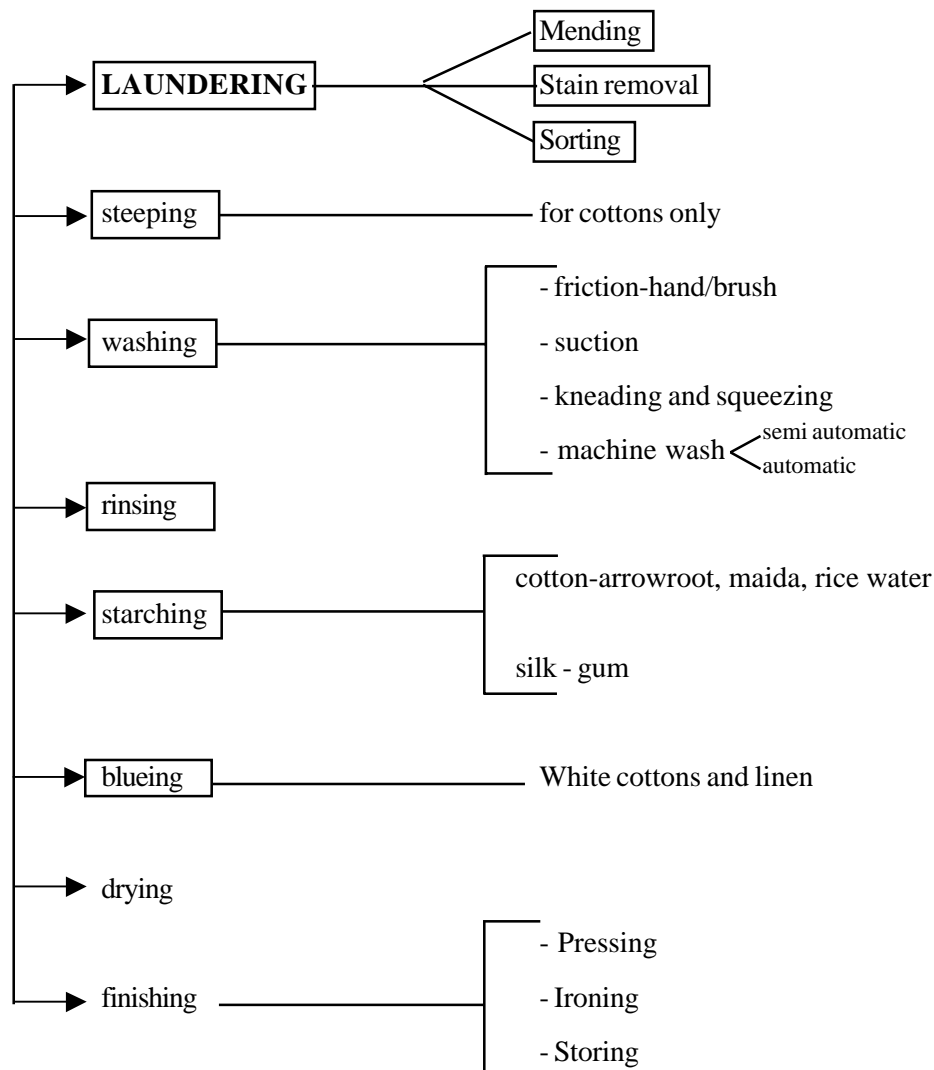 Mending
LAUNDERING
Stain removal
Sorting
steeping for cottons only
- friction-hand/brush
washing
- suction
- kneading and squeezing
- machine wash semi automatic
automatic
rinsing
cotton-arrowroot, maida, rice water
starching
silk - gum
blueing White cottons and linen
drying
- Pressing
finishing - Ironing
- Storing